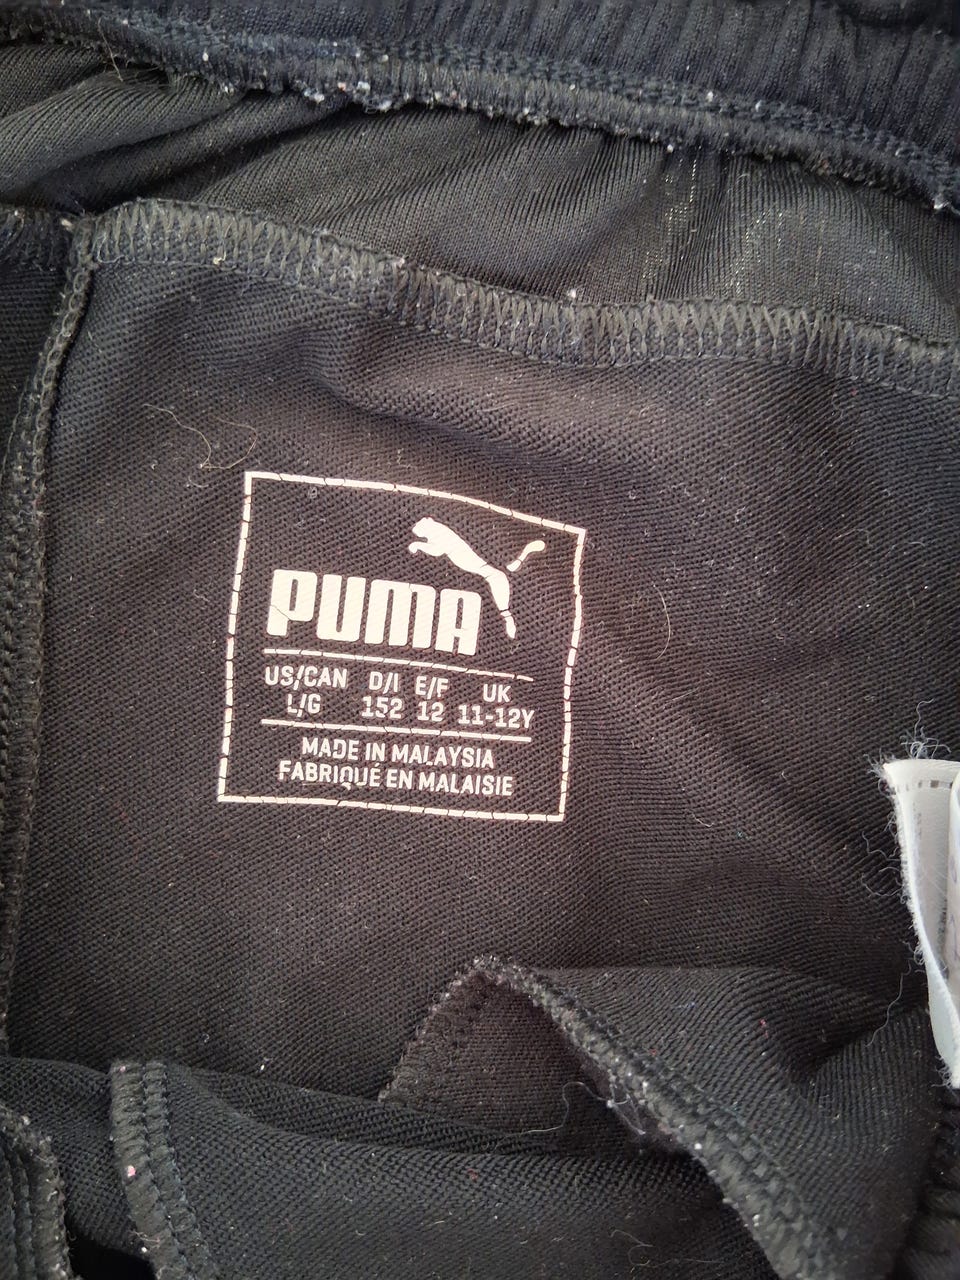 PUMA
US/CAN D/I E/F UK
L/G 152 12 11-12Y
MADE IN MALAYSIA
FABRIQUÉ EN MALAISIE